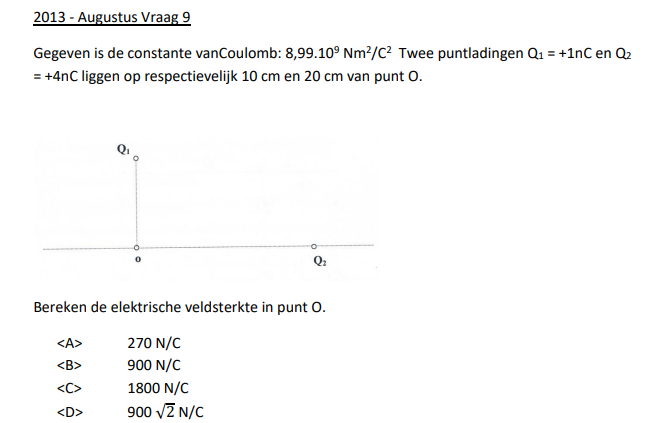 2013 - Augustus Vraag 9
Gegeven is de constante vanCoulomb: 8,99.10⁹ Nm²/C² Twee puntladingen Q₁ = +1nC en Q₂
= +4nC liggen op respectievelijk 10 cm en 20 cm van punt O.
Q₁
0
Q₂
Bereken de elektrische veldsterkte in punt O.
<A> 270 N/C
<B> 900 N/C
<C> 1800 N/C
<D> 900 √2 N/C